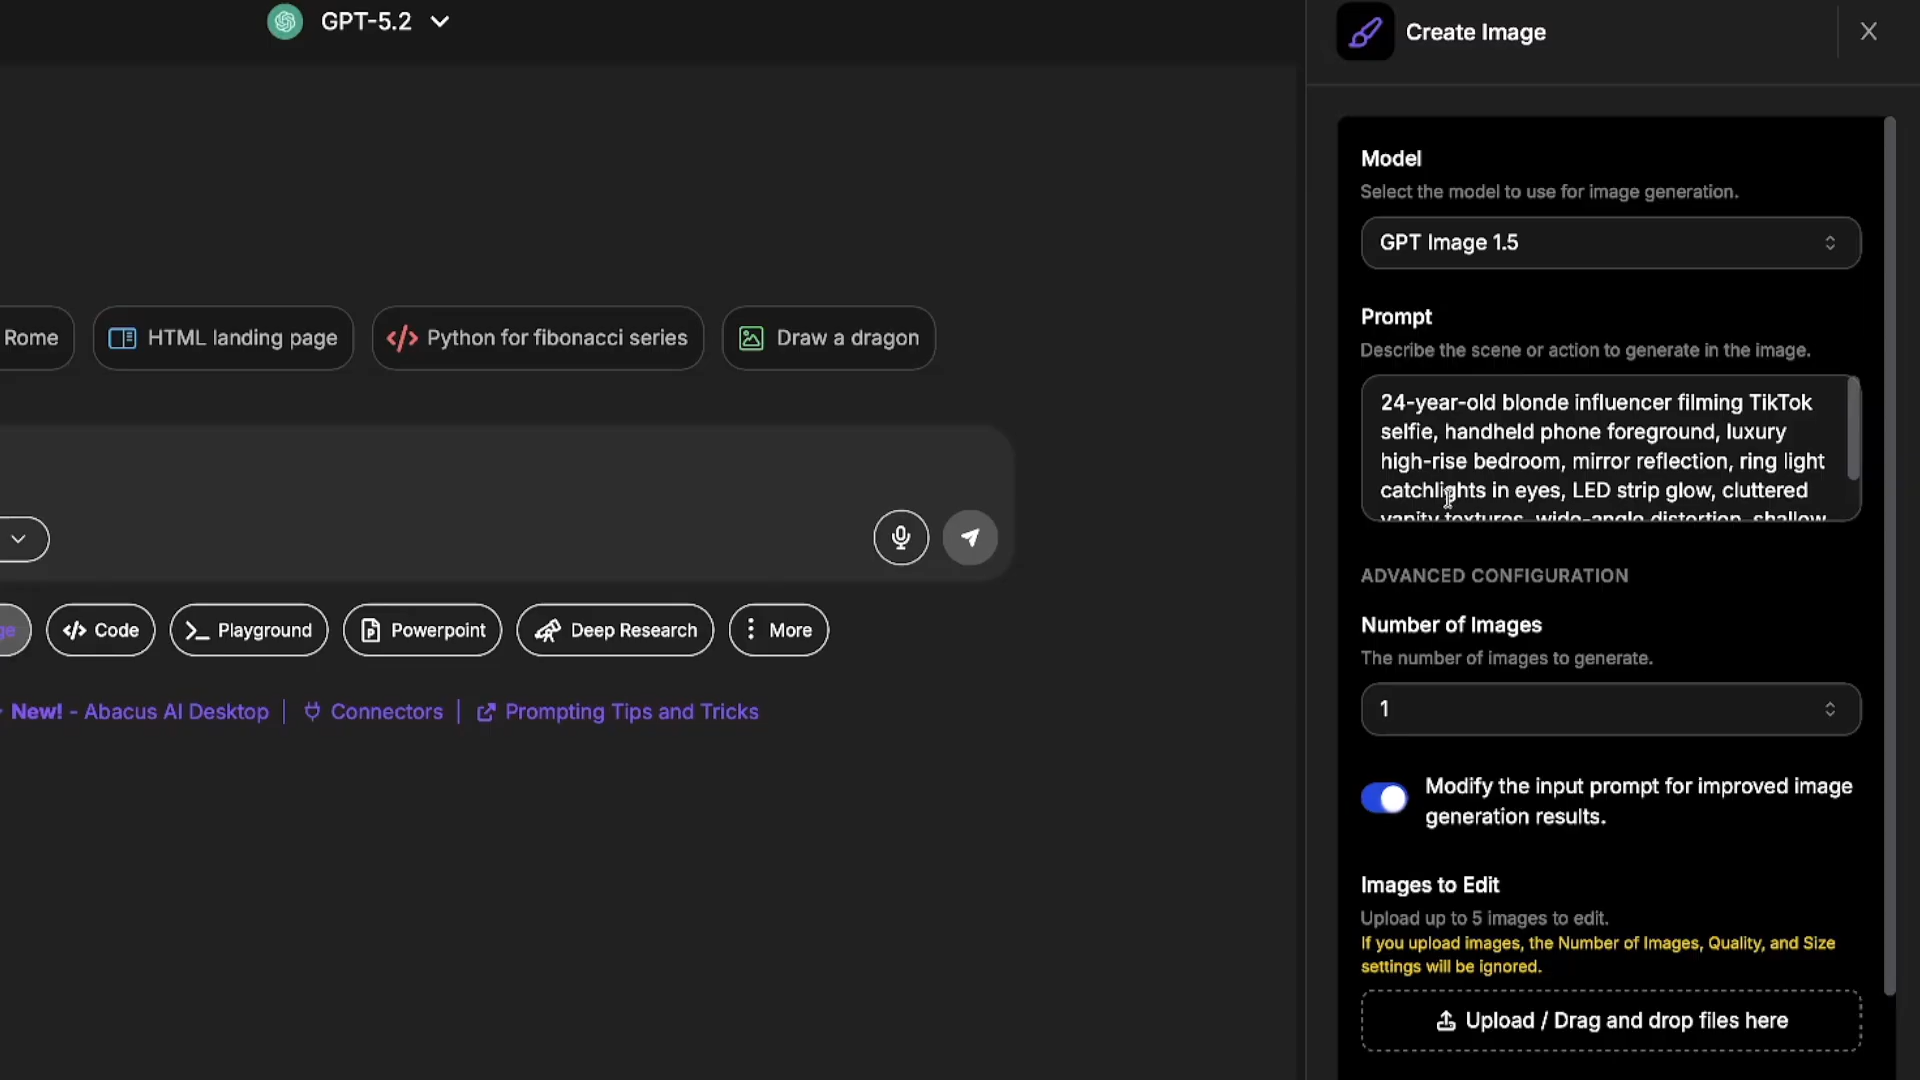 GPT-5.2
Create Image
Model
Select the model to use for image generation.
GPT Image 1.5
Prompt
Describe the scene or action to generate in the image.
24-year-old blonde influencer filming TikTok
selfie, handheld phone foreground, luxury
high-rise bedroom, mirror reflection, ring light
catchlights in eyes, LED strip glow, cluttered
vanity textures, wide-angle distortion, shallow
Rome
HTML landing page
Python for fibonacci series
Draw a dragon
ADVANCED CONFIGURATION
Number of Images
The number of images to generate.
1
Code
Playground
Powerpoint
Deep Research
More
New! - Abacus AI Desktop
Connectors
Prompting Tips and Tricks
Modify the input prompt for improved image
generation results.
Images to Edit
Upload up to 5 images to edit.
If you upload images, the Number of Images, Quality, and Size
settings will be ignored.
Upload / Drag and drop files here